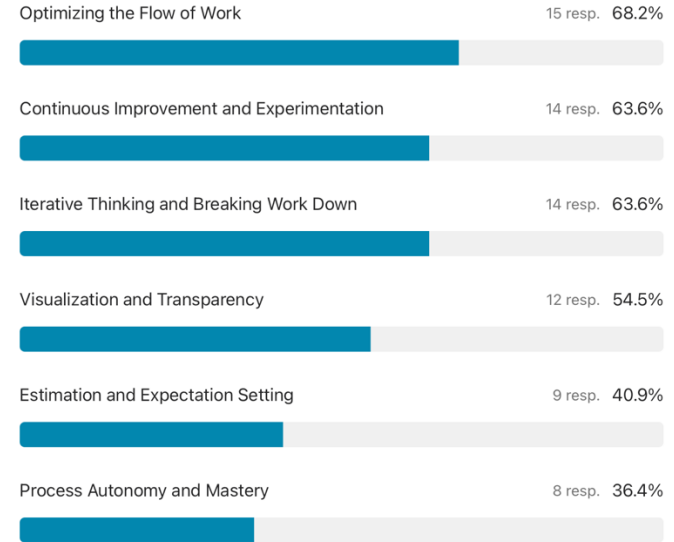 Optimizing the Flow of Work 15 resp. 68.2%
Continuous Improvement and Experimentation 14 resp. 63.6%
Iterative Thinking and Breaking Work Down 14 resp. 63.6%
Visualization and Transparency 12 resp. 54.5%
Estimation and Expectation Setting 9 resp. 40.9%
Process Autonomy and Mastery 8 resp. 36.4%